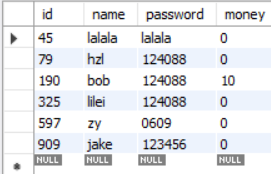 id name password money
45 lalala lalala 0
79 hzl 124088 0
190 bob 124088 10
325 lilei 124088 0
597 zy 0609 0
909 jake 123456 0
NULL NULL NULL NULL